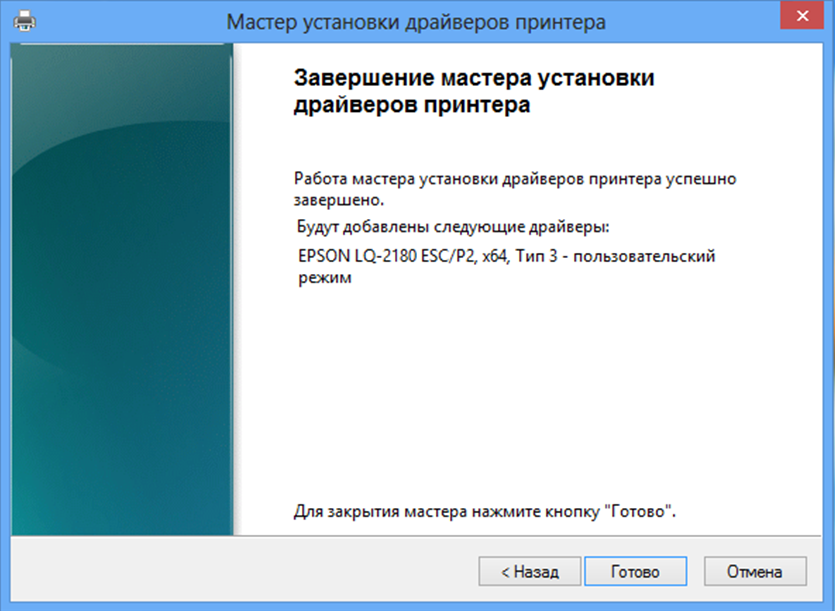 Мастер установки драйверов принтера
Завершение мастера установки
драйверов принтера
Работа мастера установки драйверов принтера успешно
завершено.
Будут добавлены следующие драйверы:
EPSON LQ-2180 ESC/P2, x64, Тип 3 - пользовательский
режим
Для закрытия мастера нажмите кнопку "Готово".
< Назад
Готово
Отмена